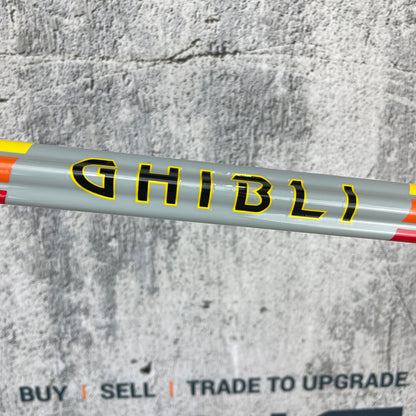 GHIBLI
BUY | SELL | TRADE TO UPGRADE